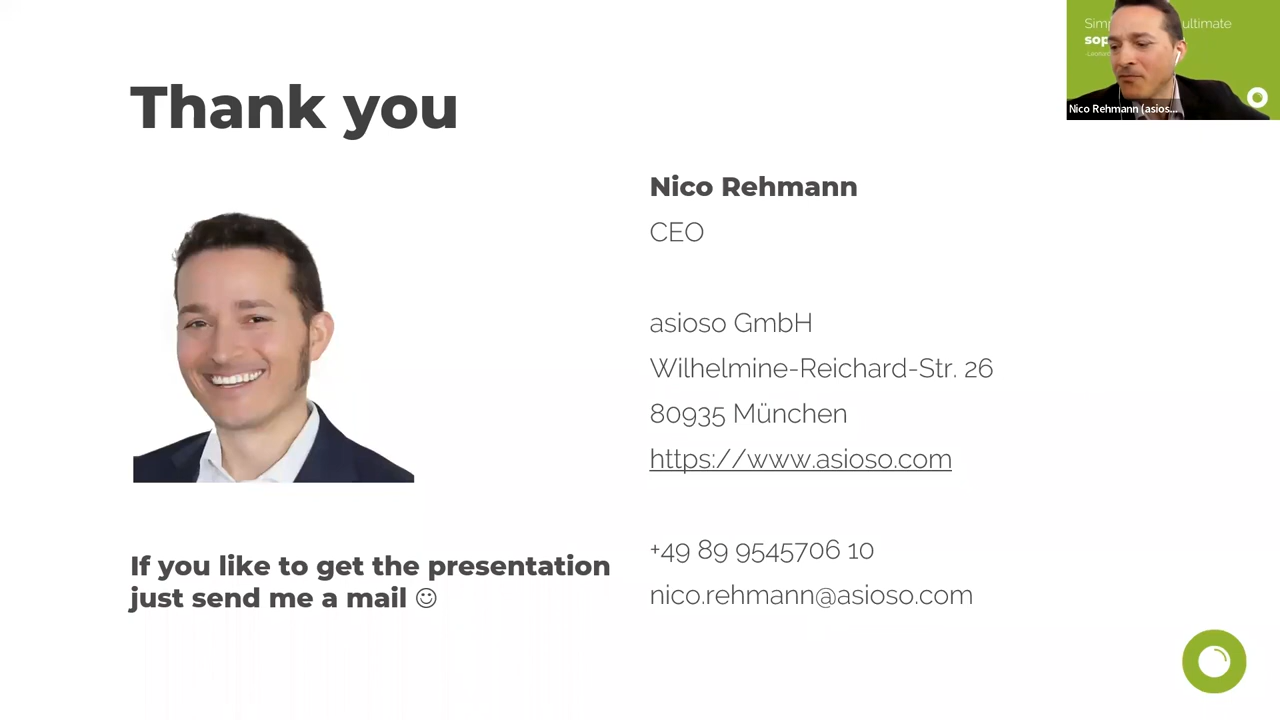 Thank you
Nico Rehmann
CEO
asioso GmbH
Wilhelmine-Reichard-Str. 26
80935 München
https://www.asioso.com
+49 89 9545706 10
nico.rehmann@asioso.com
If you like to get the presentation
just send me a mail ☺
ultimate
Nico Rehmann (asios...